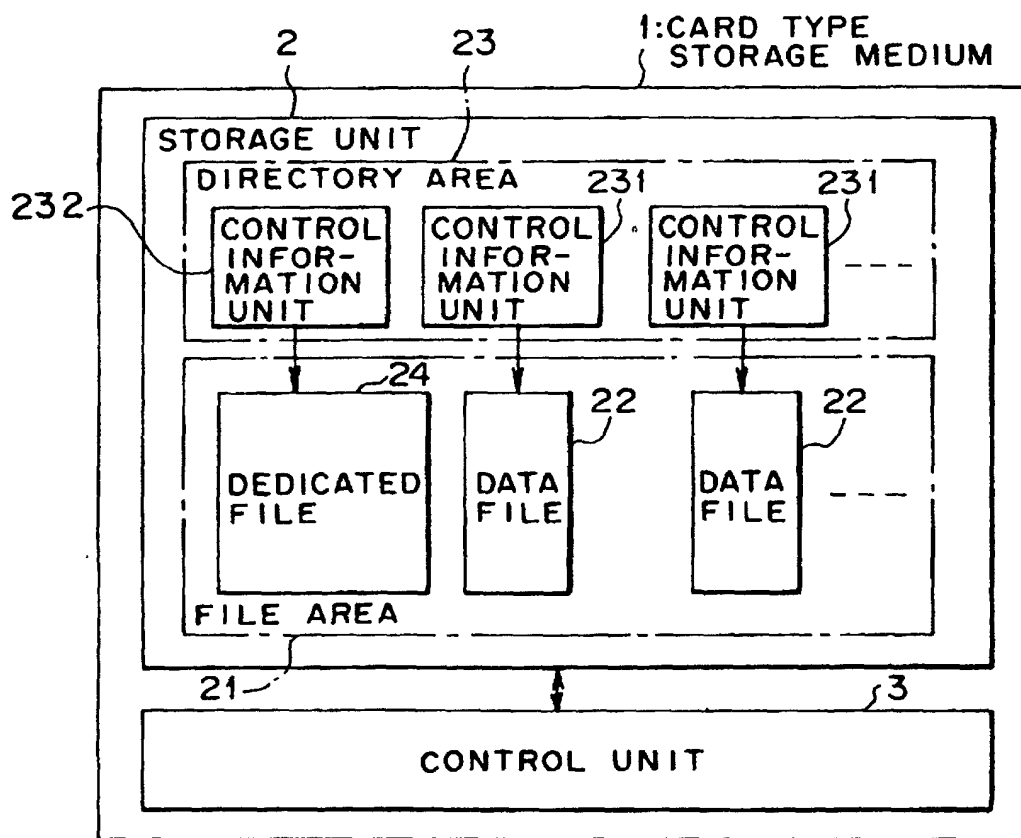 1:CARD TYPE
STORAGE MEDIUM
2
23
STORAGE UNIT
DIRECTORY AREA
231
231
232
CONTROL
INFOR-
MATION
UNIT
CONTROL
INFOR-
MATION
UNIT
CONTROL
INFOR-
MATION
UNIT
24
22
22
DEDICATED
FILE
DATA
FILE
DATA
FILE
FILE AREA
21
3
CONTROL UNIT